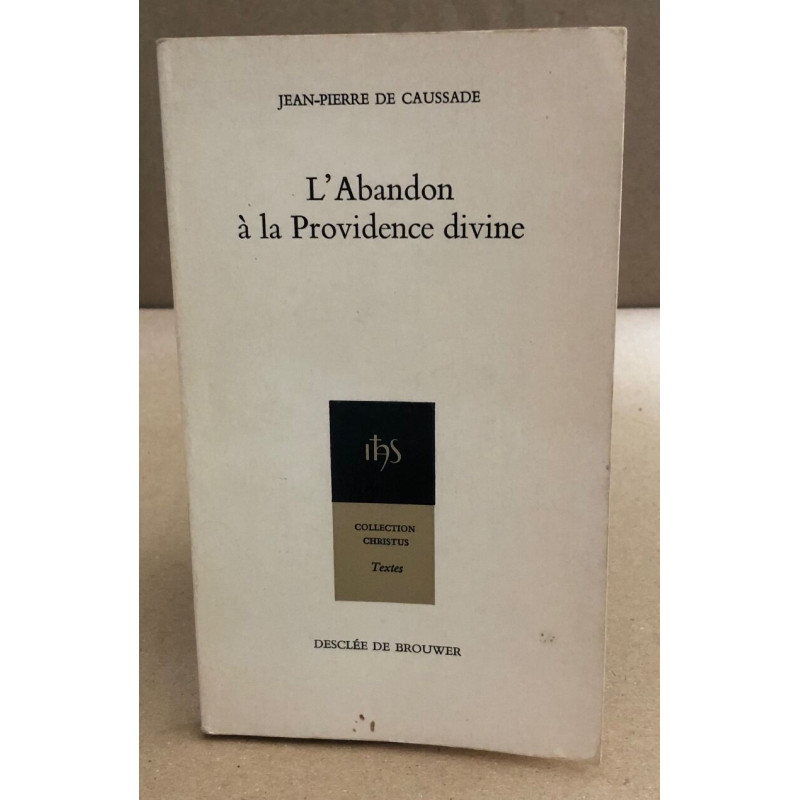 JEAN-PIERRE DE CAUSSADE
L'Abandon
à la Providence divine
ihs
COLLECTION
CHRISTUS
Textes
DESCLÉE DE BROUWER